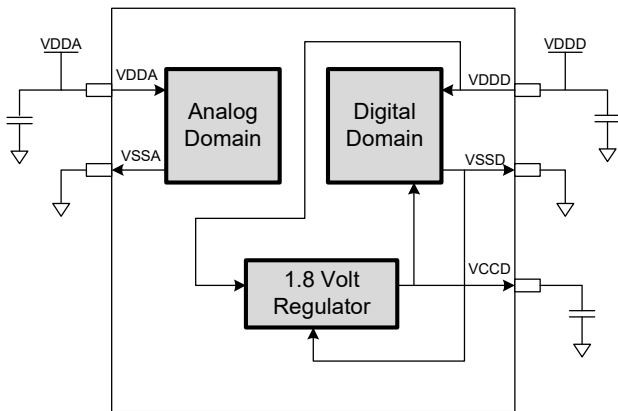 VDDA
VDDD
VDDA
Analog
Domain
Digital
Domain
VDDD
VSSA
VSSD
1.8 Volt
Regulator
VCCD